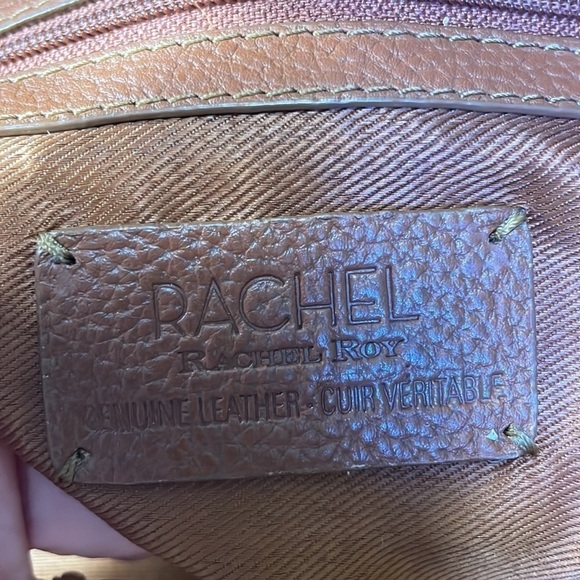 RACHEL
RACHEL ROY
GENUINE LEATHER - CUIR VÉRITABLE